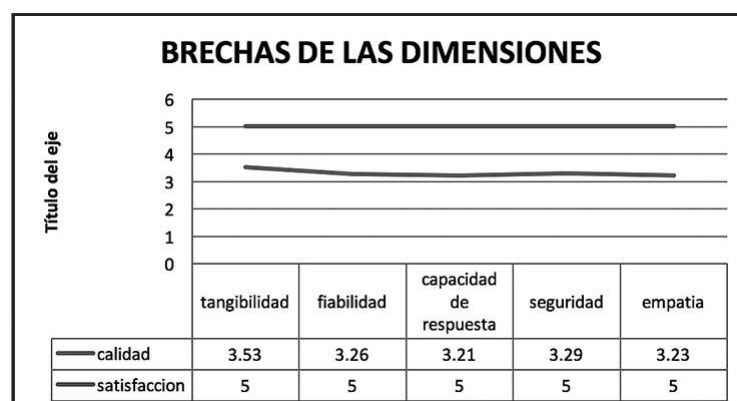 BRECHAS DE LAS DIMENSIONES
Título del eje
6
5
4
3
2
1
0
tangibilidad fiabilidad capacidad de respuesta seguridad empatia
calidad 3.53 3.26 3.21 3.29 3.23
satisfaccion 5 5 5 5 5